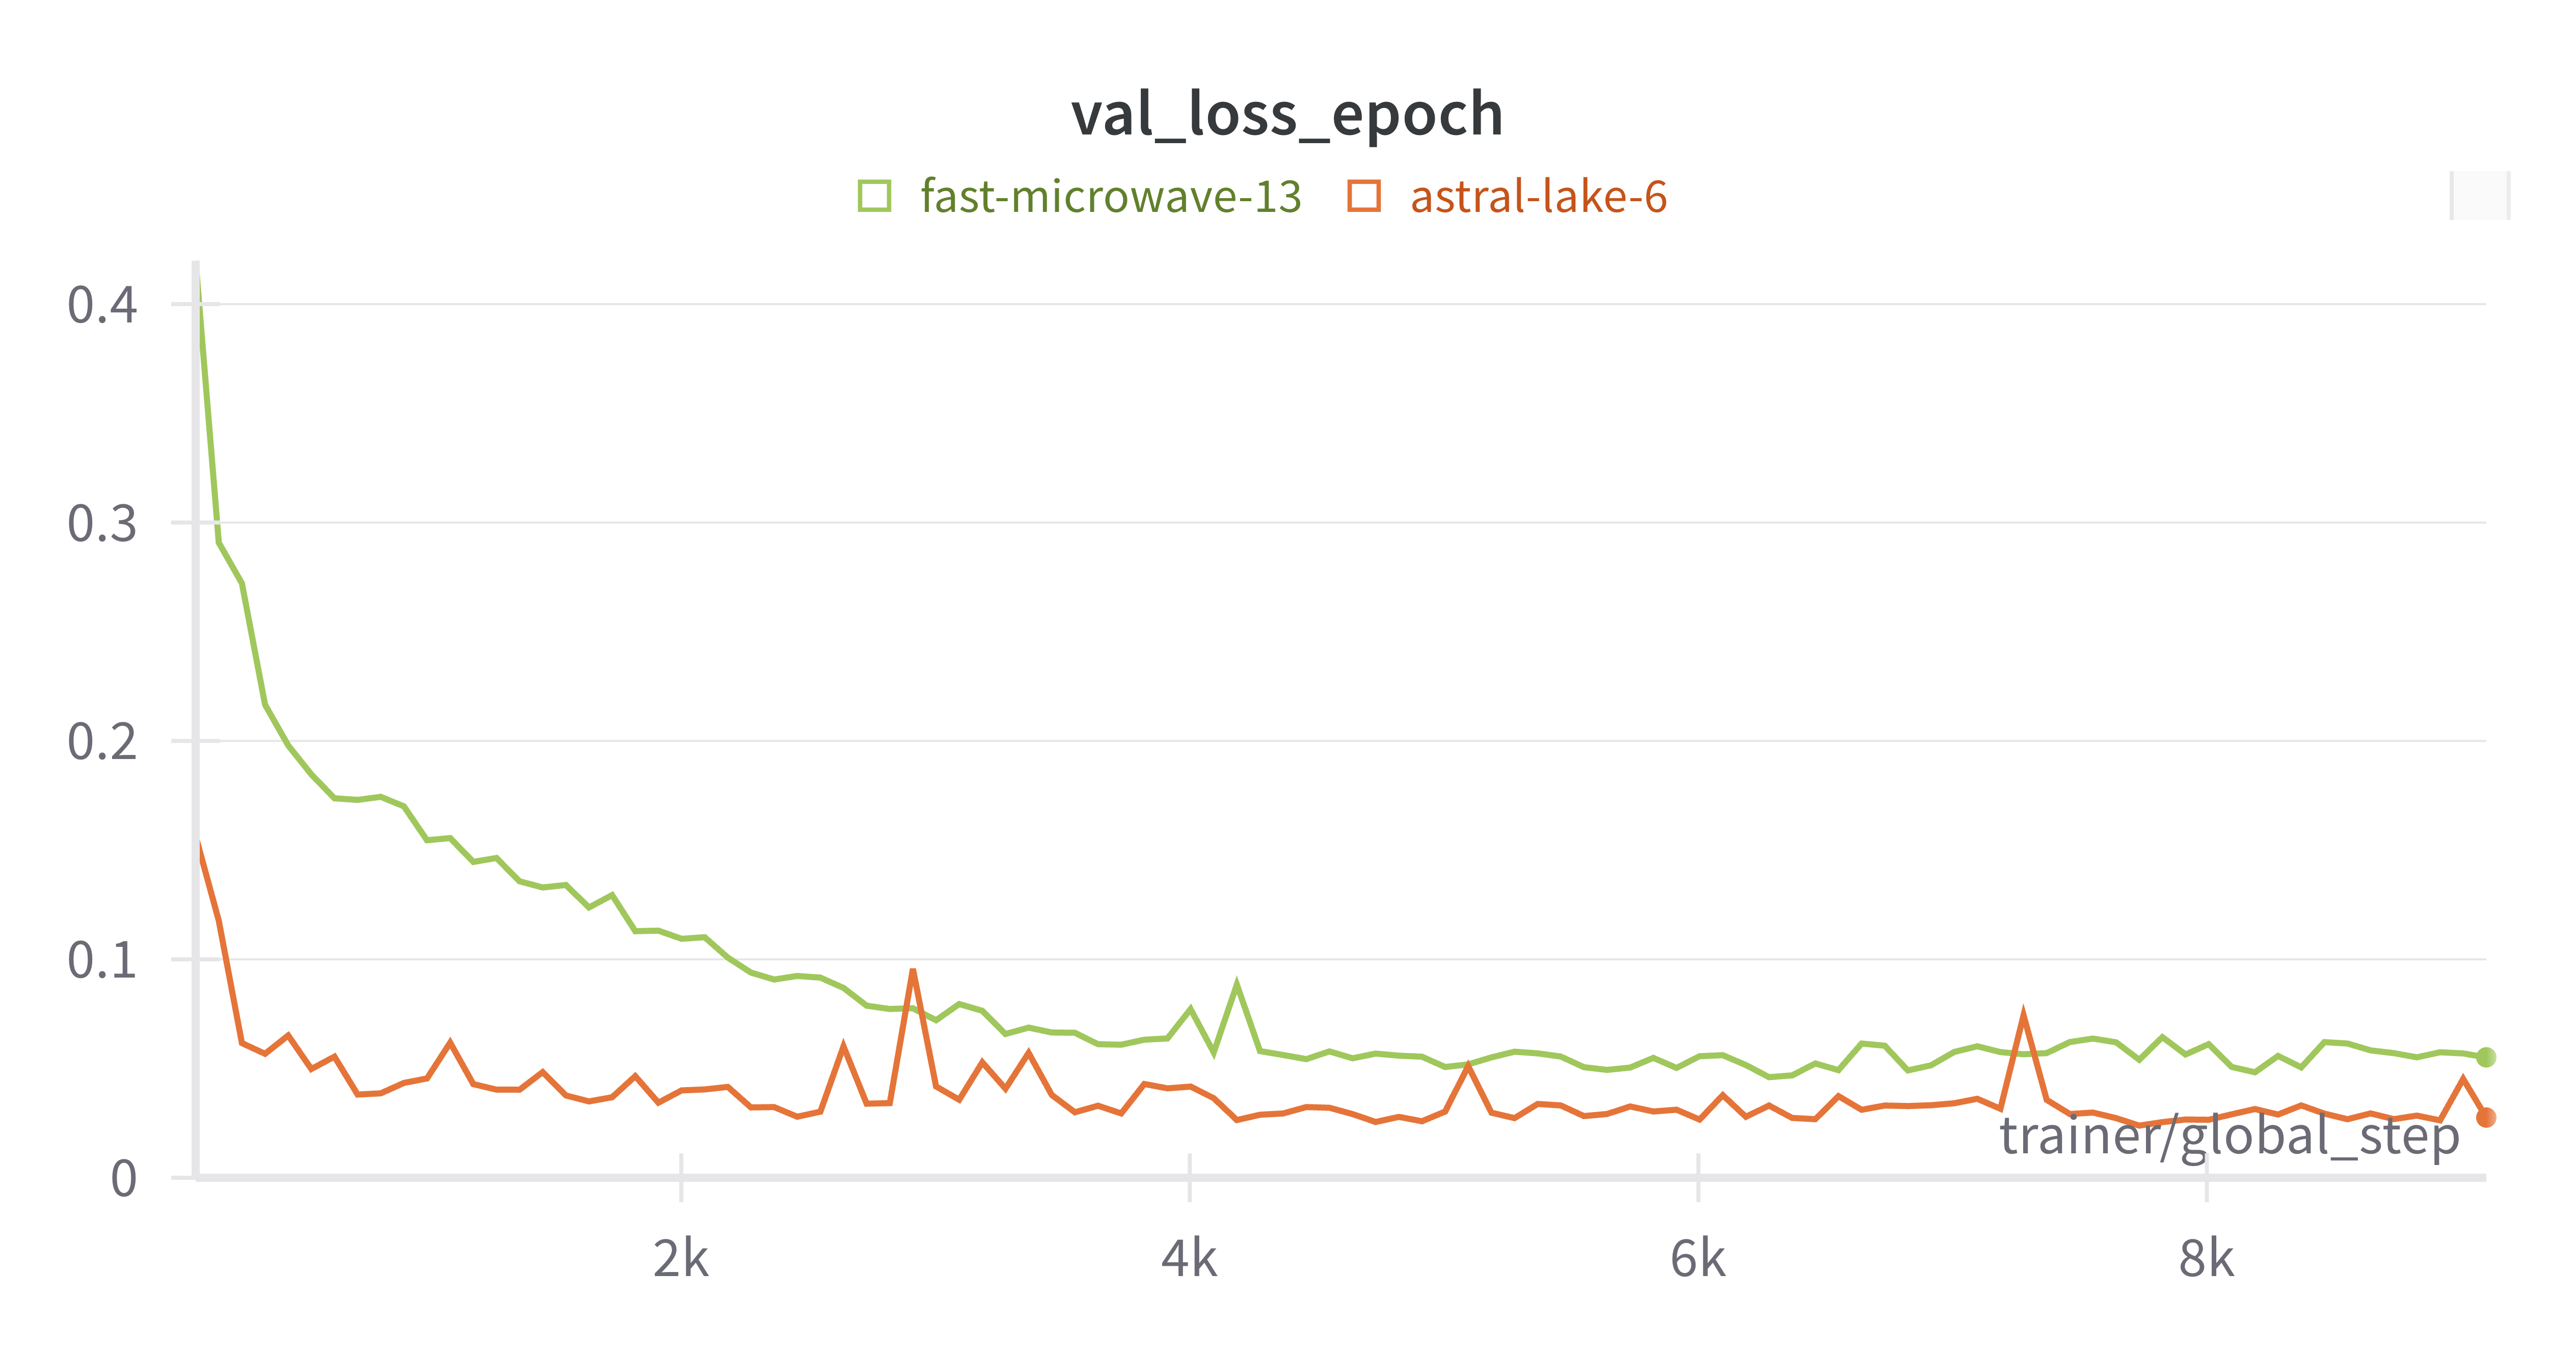 val_loss_epoch
fast-microwave-13 astral-lake-6
0.4
0.3
0.2
0.1
0
trainer/global_step
2k 4k 6k 8k